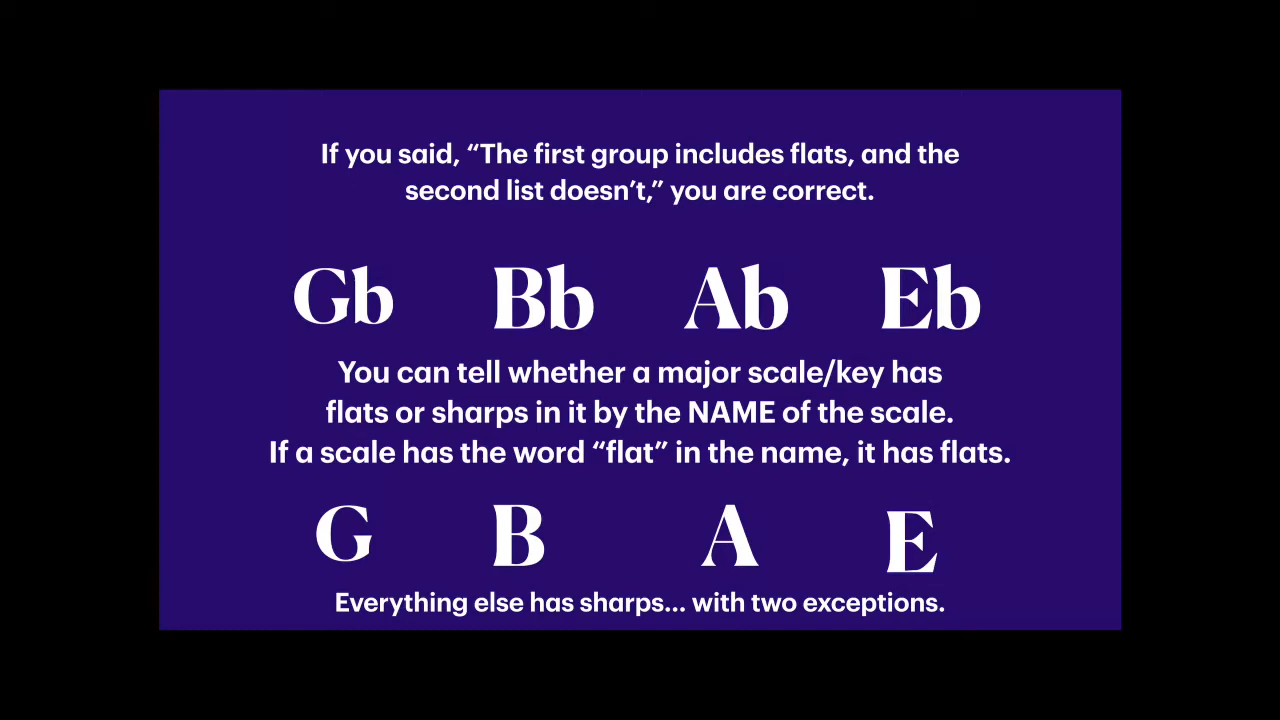 If you said, “The first group includes flats, and the
second list doesn’t,” you are correct.
Gb Bb Ab Eb
You can tell whether a major scale/key has
flats or sharps in it by the NAME of the scale.
If a scale has the word “flat” in the name, it has flats.
G B A E
Everything else has sharps... with two exceptions.